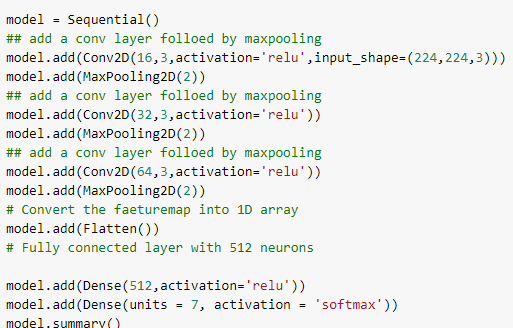 model = Sequential()
## add a conv layer folloed by maxpooling
model.add(Conv2D(16,3,activation='relu',input_shape=(224,224,3)))
model.add(MaxPooling2D(2))
## add a conv layer folloed by maxpooling
model.add(Conv2D(32,3,activation='relu'))
model.add(MaxPooling2D(2))
## add a conv layer folloed by maxpooling
model.add(Conv2D(64,3,activation='relu'))
model.add(MaxPooling2D(2))
# Convert the faeturemap into 1D array
model.add(Flatten())
# Fully connected layer with 512 neurons
model.add(Dense(512,activation='relu'))
model.add(Dense(units = 7, activation = 'softmax'))
model.summary()